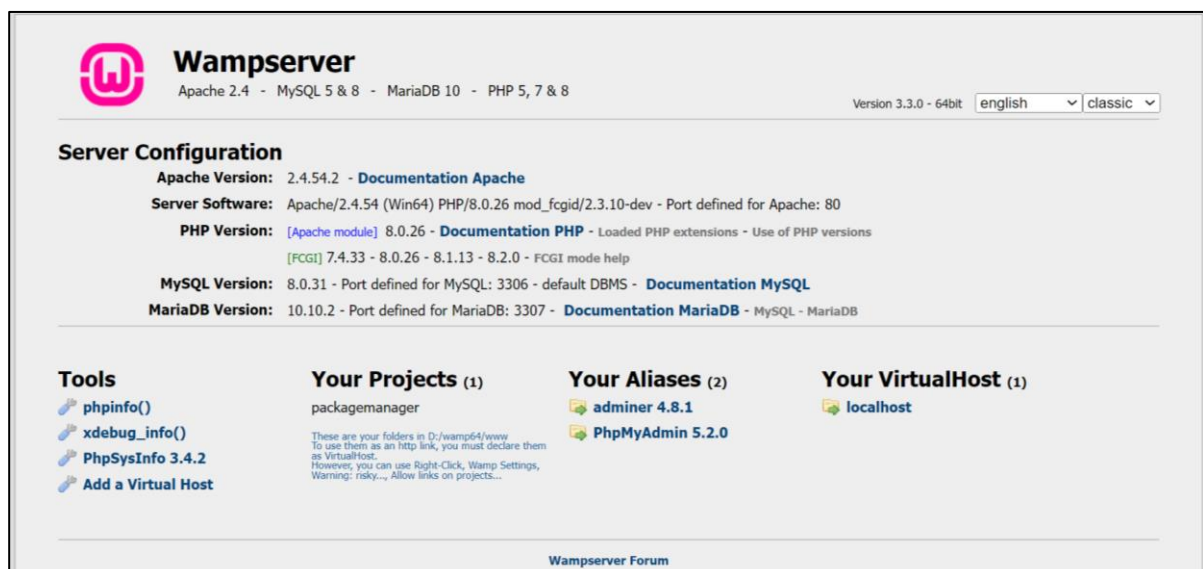 Wampserver
Apache 2.4 - MySQL 5 & 8 - MariaDB 10 - PHP 5, 7 & 8
Version 3.3.0 - 64bit english classic
Server Configuration
Apache Version: 2.4.54.2 - Documentation Apache
Server Software: Apache/2.4.54 (Win64) PHP/8.0.26 mod_fcgid/2.3.10-dev - Port defined for Apache: 80
PHP Version: [Apache module] 8.0.26 - Documentation PHP - Loaded PHP extensions - Use of PHP versions
[FCGI] 7.4.33 - 8.0.26 - 8.1.13 - 8.2.0 - FCGI mode help
MySQL Version: 8.0.31 - Port defined for MySQL: 3306 - default DBMS - Documentation MySQL
MariaDB Version: 10.10.2 - Port defined for MariaDB: 3307 - Documentation MariaDB - MySQL - MariaDB
Tools
phpinfo()
xdebug_info()
PhpSysInfo 3.4.2
Add a Virtual Host
Your Projects (1)
packagemanager
These are your folders in D:/wamp64/www
To use them as an http link, you must declare them
as VirtualHost.
However, you can use Right-Click, Wamp Settings,
Warning: risky..., Allow links on projects...
Your Aliases (2)
adminer 4.8.1
PhpMyAdmin 5.2.0
Your VirtualHost (1)
localhost
Wampserver Forum